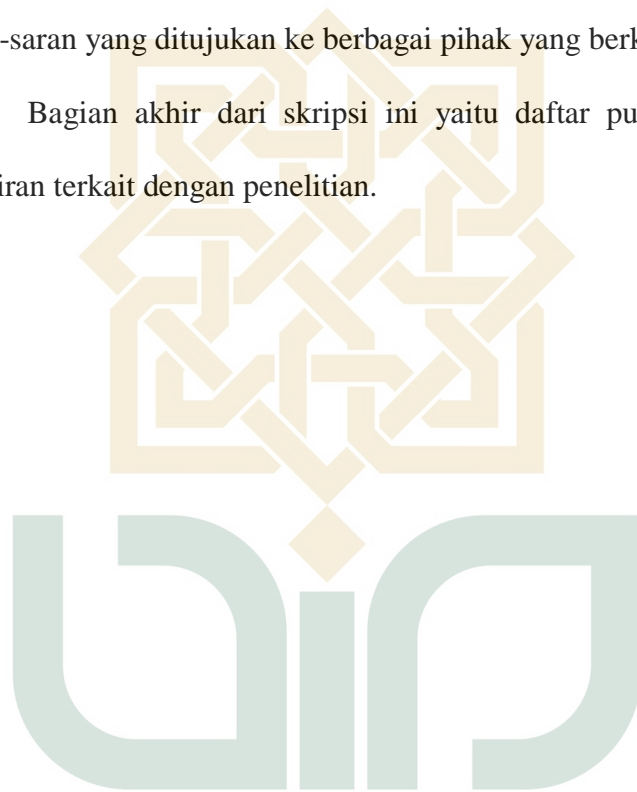 -saran yang ditujukan ke berbagai pihak yang berk
Bagian akhir dari skripsi ini yaitu daftar pu
iran terkait dengan penelitian.